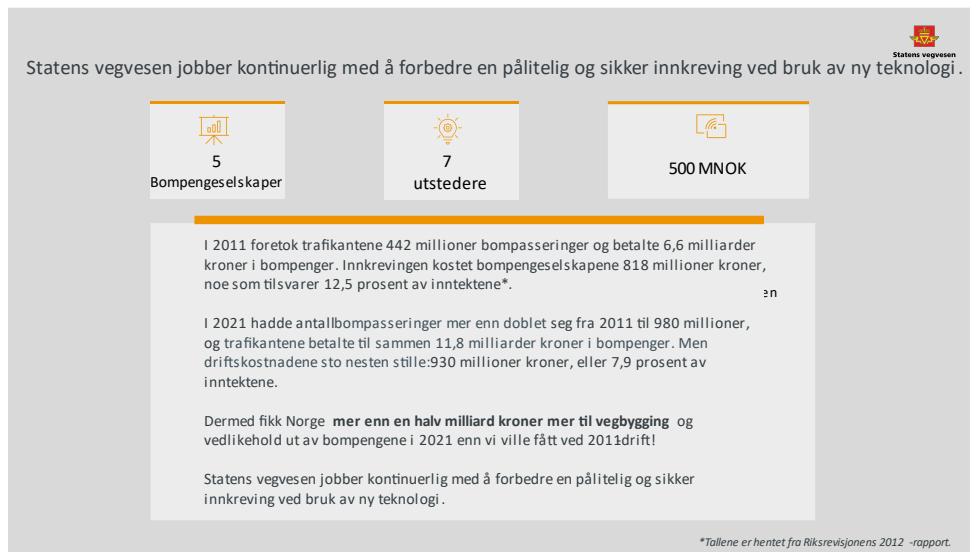 Statens vegvesen
Statens vegvesen jobber kontinuerlig med å forbedre en pålitelig og sikker innkreving ved bruk av ny teknologi.
5
Bompengeselskaper
7
utstedere
500 MNOK
I 2011 foretok trafikantene 442 millioner bompasseringer og betalte 6,6 milliarder
kroner i bompenger. Innkrevingen kostet bompengeselskapene 818 millioner kroner,
noe som tilsvarer 12,5 prosent av inntektene*.
en
I 2021 hadde antallbompasseringer mer enn doblet seg fra 2011 til 980 millioner,
og trafikantene betalte til sammen 11,8 milliarder kroner i bompenger. Men
driftskostnadene sto nesten stille:930 millioner kroner, eller 7,9 prosent av
inntektene.
Dermed fikk Norge mer enn en halv milliard kroner mer til vegbygging og
vedlikehold ut av bompengene i 2021 enn vi ville fått ved 2011-drift!
Statens vegvesen jobber kontinuerlig med å forbedre en pålitelig og sikker
innkreving ved bruk av ny teknologi.
*Tallene er hentet fra Riksrevisjonens 2012 -rapport.